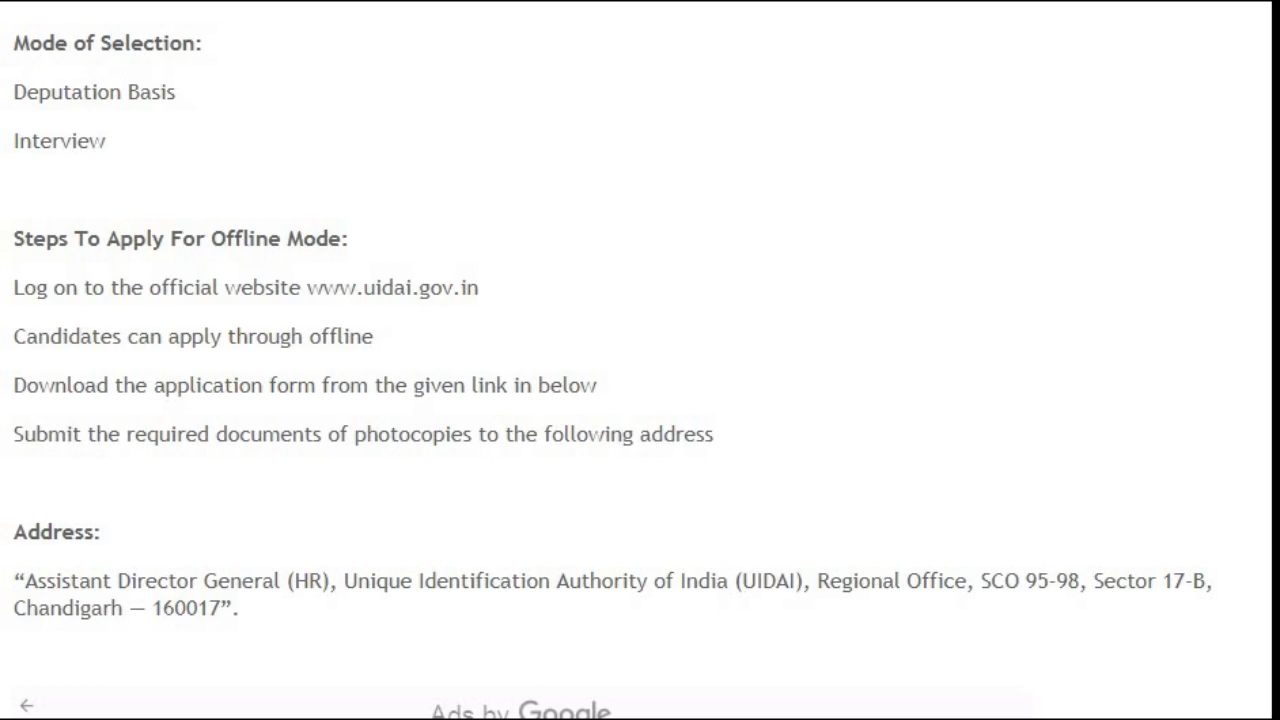 Mode of Selection:
Deputation Basis
Interview
Steps To Apply For Offline Mode:
Log on to the official website www.uidai.gov.in
Candidates can apply through offline
Download the application form from the given link in below
Submit the required documents of photocopies to the following address
Address:
“Assistant Director General (HR), Unique Identification Authority of India (UIDAI), Regional Office, SCO 95-98, Sector 17-B,
Chandigarh — 160017”.
Ads by Google